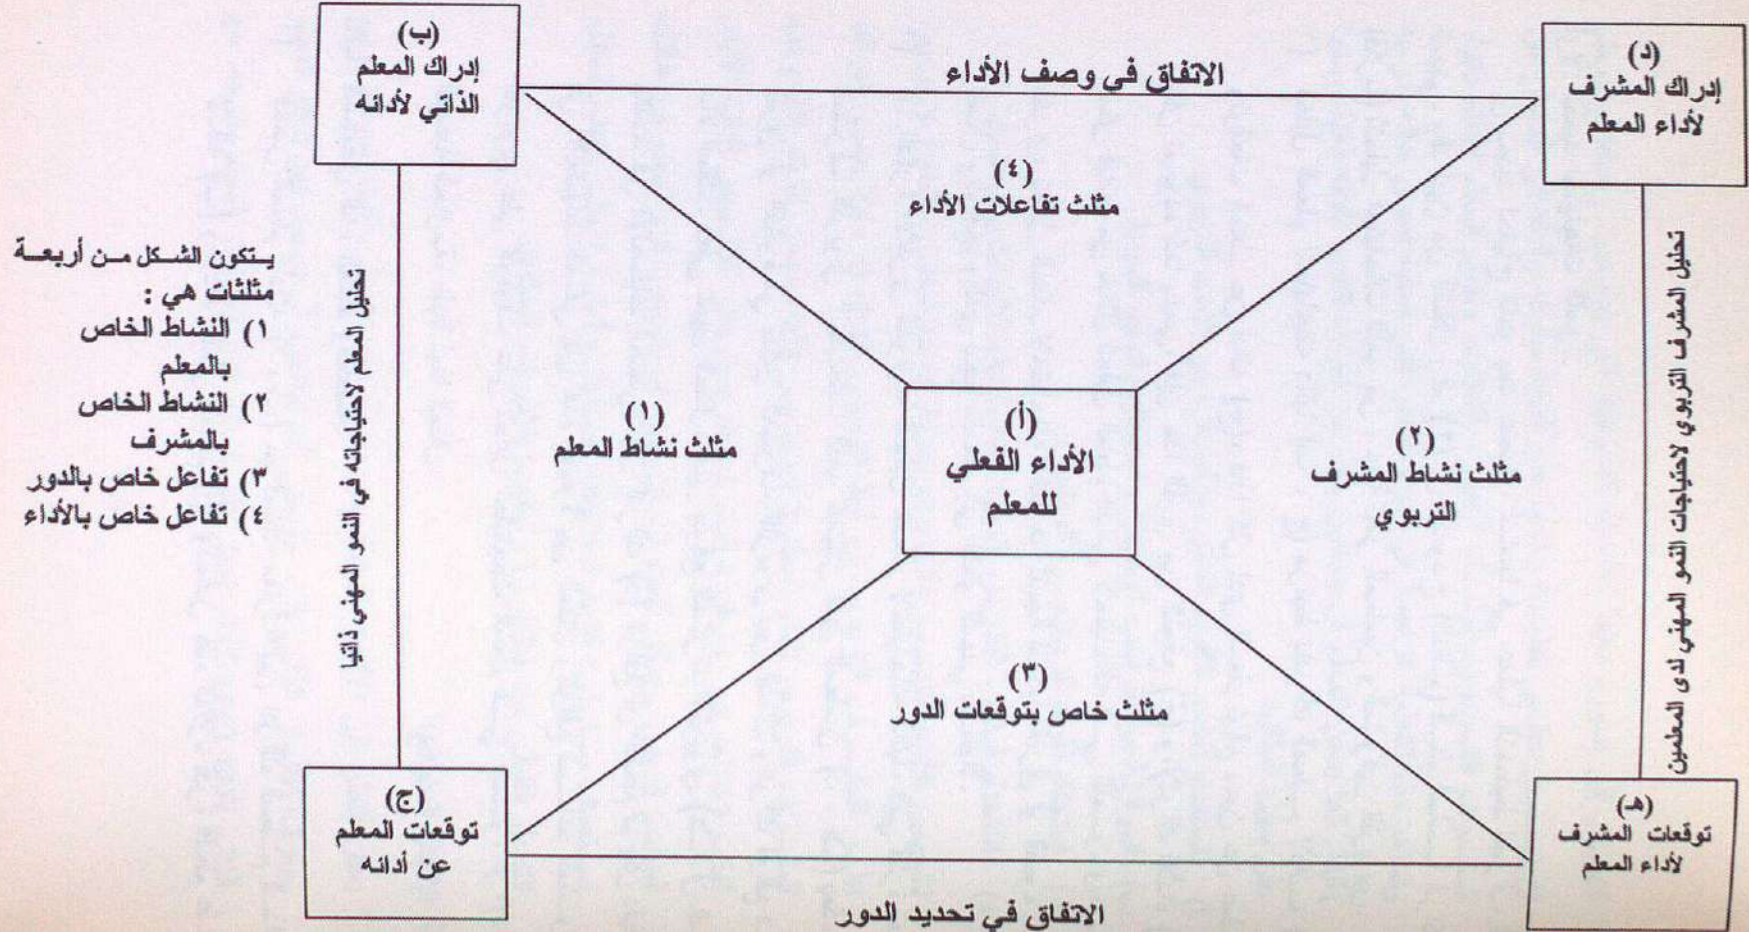 (د)
إدراك المشرف
لأداء المعلم
الاتفاق في وصف الأداء
(ب)
إدراك المعلم
الذاتي لأدائه
(٤)
مثلث تفاعلات الأداء
تحليل المشرف التربوي لاحتياجات النمو المهني لدى المعلمين
(٢)
مثلث نشاط المشرف
التربوي
(أ)
الأداء الفعلي
للمعلم
(١)
مثلث نشاط المعلم
تحليل المعلم لاحتياجاته في النمو المهني ذاتيا
يتكون الشكل من أربعة
مثلثات هي :
١) النشاط الخاص
بالمعلم
٢) النشاط الخاص
بالمشرف
٣) تفاعل خاص بالدور
٤) تفاعل خاص بالأداء
(٣)
مثلث خاص بتوقعات الدور
(هـ)
توقعات المشرف
لأداء المعلم
(ج)
توقعات المعلم
عن أدائه
الاتفاق في تحديد الدور